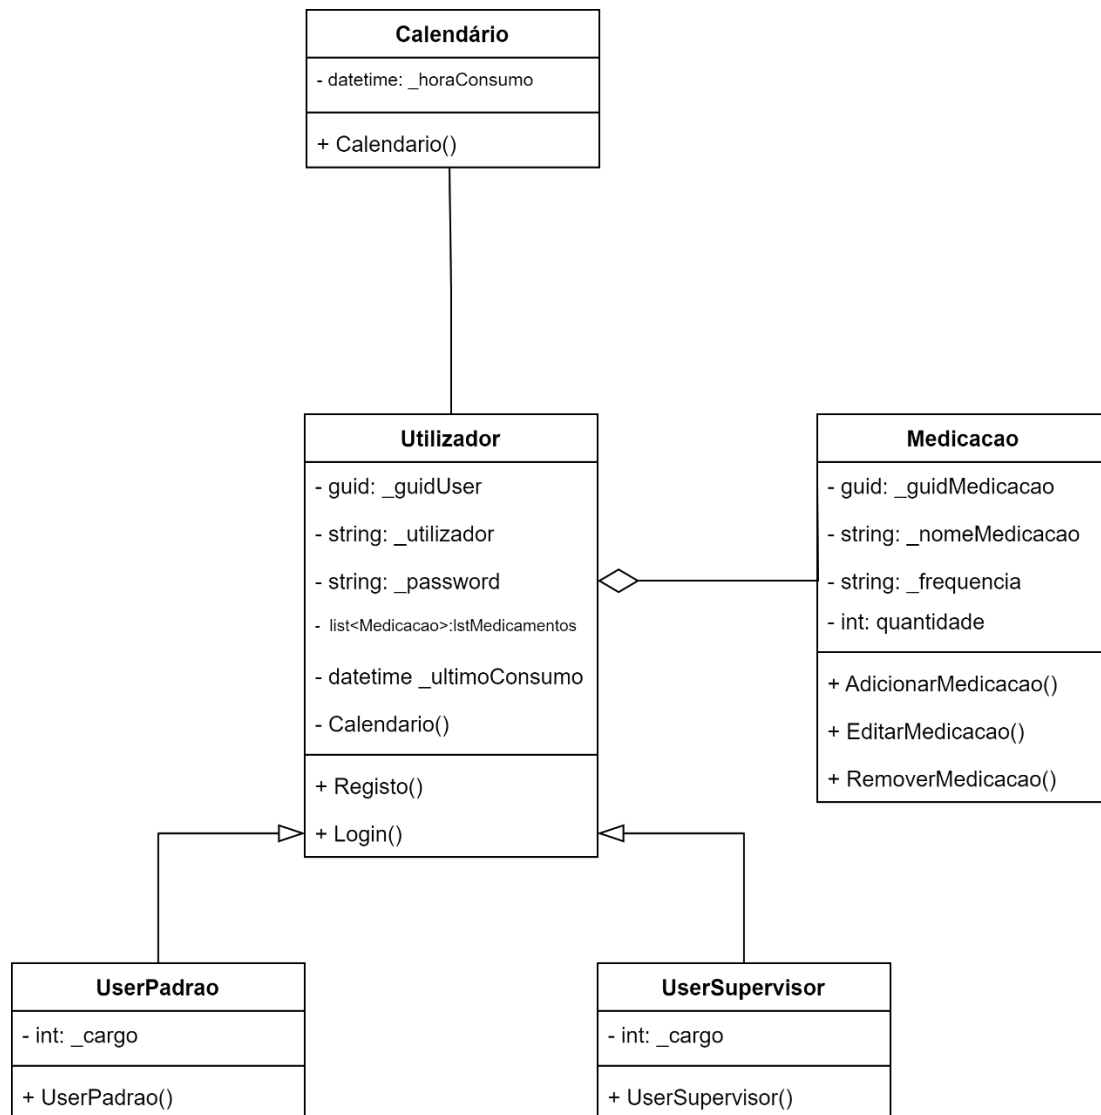 Calendário
- datetime: _horaConsumo
+ Calendario()
Utilizador
- guid: _guidUser
- string: _utilizador
- string: _password
- list<Medicacao>:lstMedicamentos
- datetime _ultimoConsumo
- Calendario()
+ Registo()
+ Login()
Medicacao
- guid: _guidMedicacao
- string: _nomeMedicacao
- string: _frequencia
- int: quantidade
+ AdicionarMedicacao()
+ EditarMedicacao()
+ RemoverMedicacao()
UserPadrao
- int: _cargo
+ UserPadrao()
UserSupervisor
- int: _cargo
+ UserSupervisor()